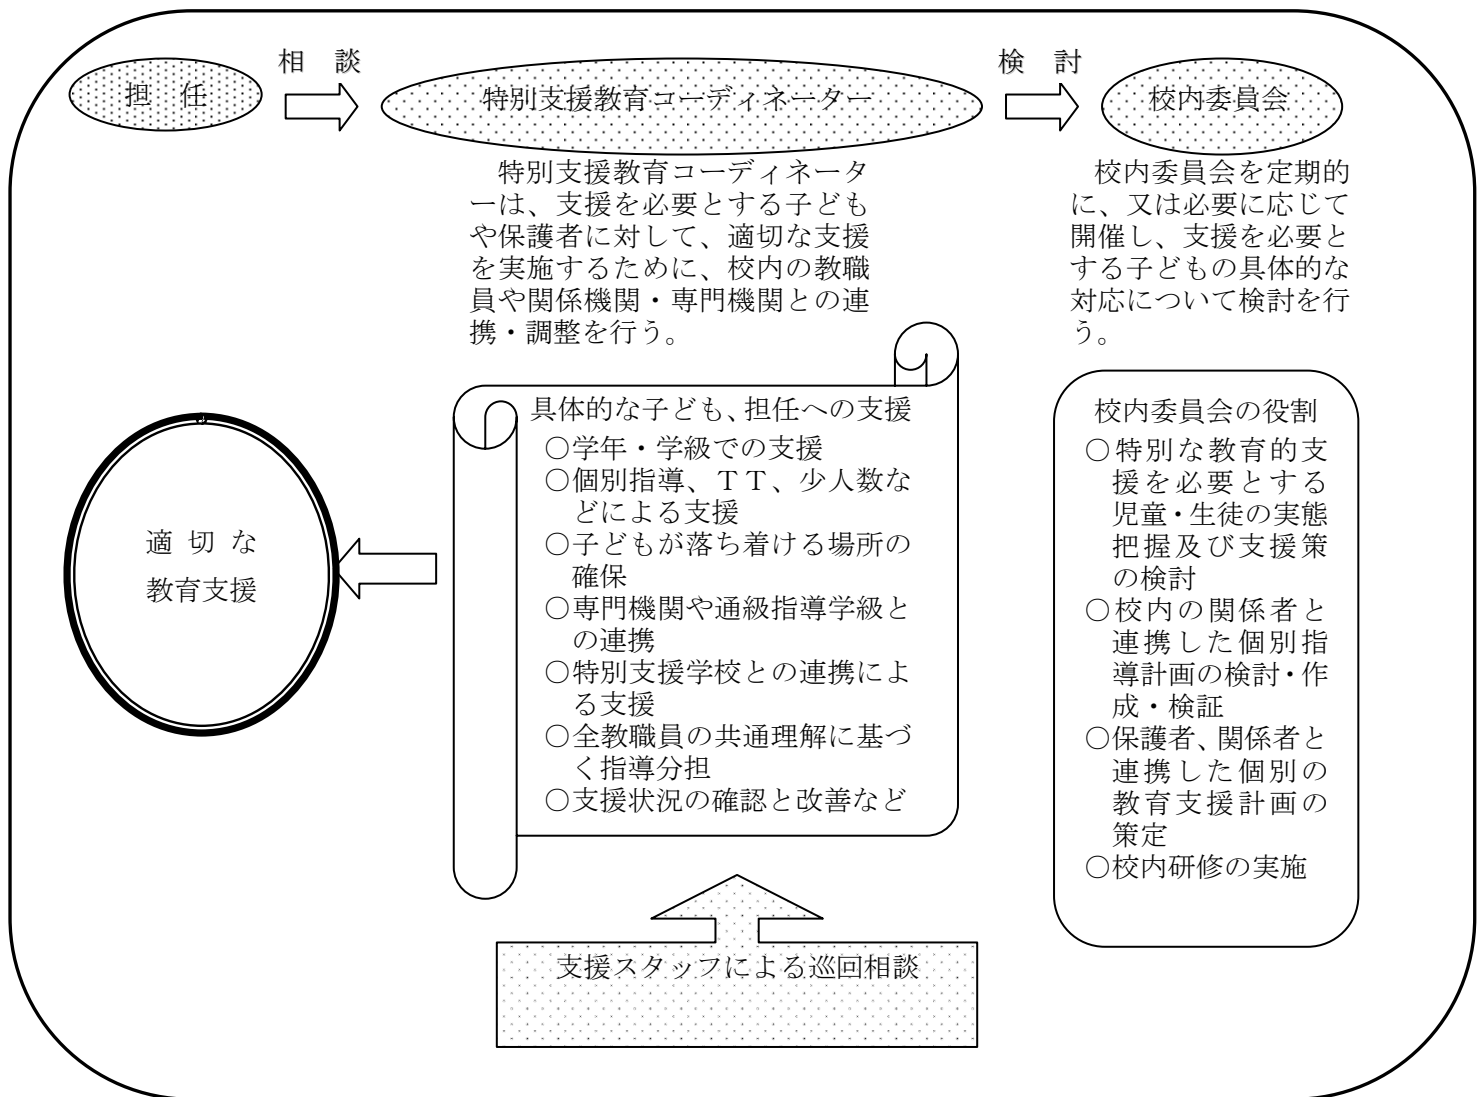 相　談
検　討
担　任
特別支援教育コーディネーター
校内委員会
特別支援教育コーディネータ
ーは、支援を必要とする子ども
や保護者に対して、適切な支援
を実施するために、校内の教職
員や関係機関・専門機関との連
携・調整を行う。
校内委員会を定期的
に、又は必要に応じて
開催し、支援を必要と
する子どもの具体的な
対応について検討を行
う。
具体的な子ども、担任への支援
○学年・学級での支援
○個別指導、ＴＴ、少人数な
どによる支援
○子どもが落ち着ける場所の
確保
○専門機関や通級指導学級と
の連携
○特別支援学校との連携によ
る支援
○全教職員の共通理解に基づ
く指導分担
○支援状況の確認と改善など
校内委員会の役割
○特別な教育的支
援を必要とする
児童・生徒の実態
把握及び支援策
の検討
○校内の関係者と
連携した個別指
導計画の検討・作
成・検証
○保護者、関係者と
連携した個別の
教育支援計画の
策定
○校内研修の実施
適切な
教育支援
支援スタッフによる巡回相談